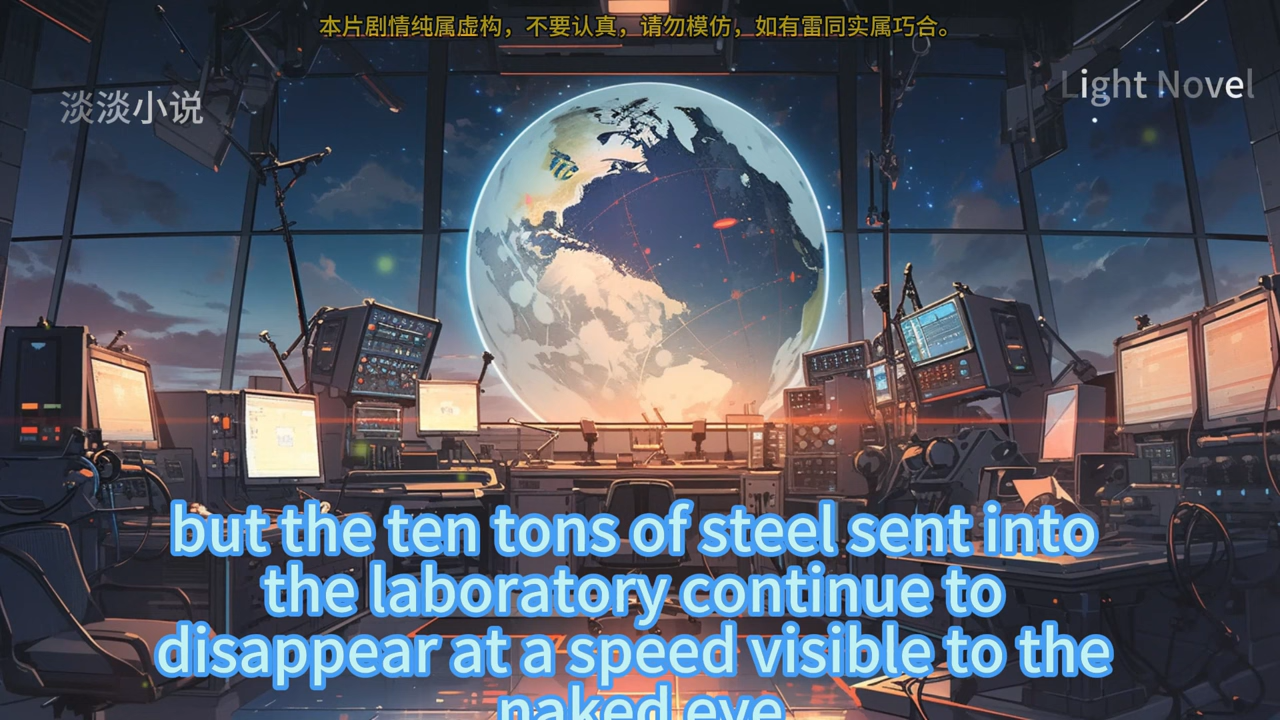 本片剧情纯属虚构，不要认真，请勿模仿，如有雷同实属巧合。
淡淡小说
Light Novel
but the ten tons of steel sent into
the laboratory continue to
disappear at a speed visible to the
naked eye